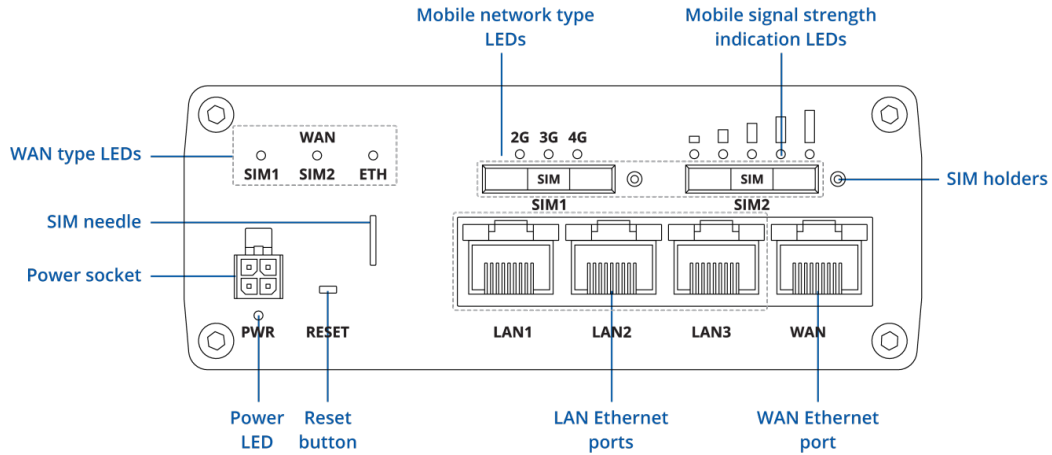 Mobile network type
LEDs
Mobile signal strength
indication LEDs
WAN
2G 3G 4G
WAN type LEDs
SIM1 SIM2 ETH
SIM
SIM
SIM holders
SIM1
SIM2
SIM needle
Power socket
PWR
RESET
LAN1
LAN2
LAN3
WAN
Power
LED
Reset
button
LAN Ethernet
ports
WAN Ethernet
port